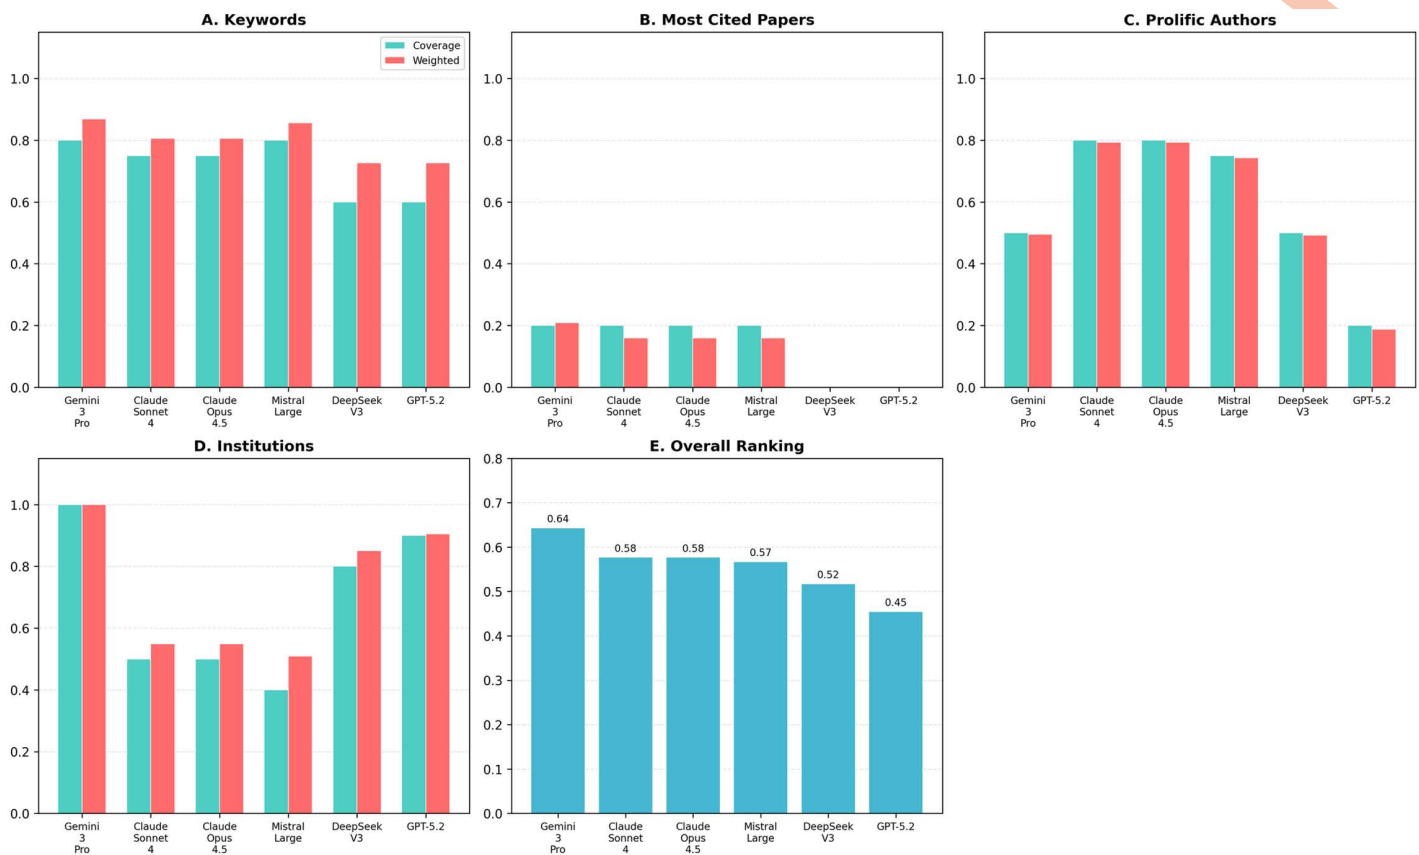 A. Keywords
Coverage
Weighted
1.0
0.8
0.6
0.4
0.2
0.0
Gemini
3
Pro
Claude
Sonnet
4
Claude
Opus
4.5
Mistral
Large
DeepSeek
V3
GPT-5.2
B. Most Cited Papers
1.0
0.8
0.6
0.4
0.2
0.0
Gemini
3
Pro
Claude
Sonnet
4
Claude
Opus
4.5
Mistral
Large
DeepSeek
V3
GPT-5.2
C. Prolific Authors
1.0
0.8
0.6
0.4
0.2
0.0
Gemini
3
Pro
Claude
Sonnet
4
Claude
Opus
4.5
Mistral
Large
DeepSeek
V3
GPT-5.2
D. Institutions
1.0
0.8
0.6
0.4
0.2
0.0
Gemini
3
Pro
Claude
Sonnet
4
Claude
Opus
4.5
Mistral
Large
DeepSeek
V3
GPT-5.2
E. Overall Ranking
0.8
0.7
0.6
0.5
0.4
0.3
0.2
0.1
0.0
0.64
0.58
0.58
0.57
0.52
0.45
Gemini
3
Pro
Claude
Sonnet
4
Claude
Opus
4.5
Mistral
Large
DeepSeek
V3
GPT-5.2